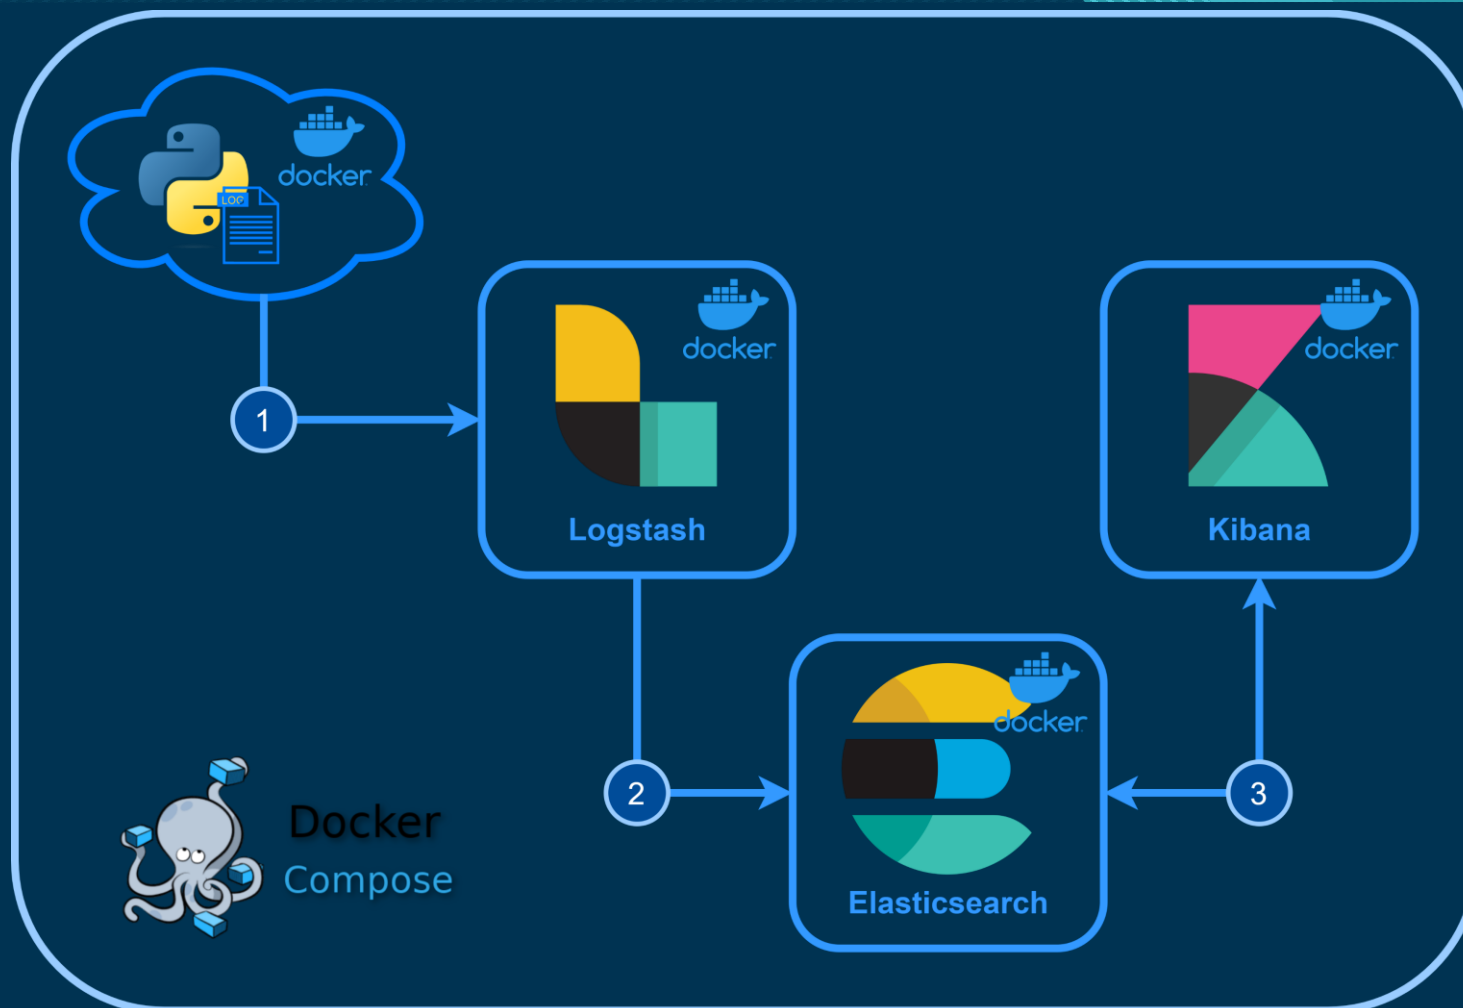 docker
LOG
1
docker
Logstash
docker
Kibana
2
docker
Elasticsearch
3
Docker
Compose